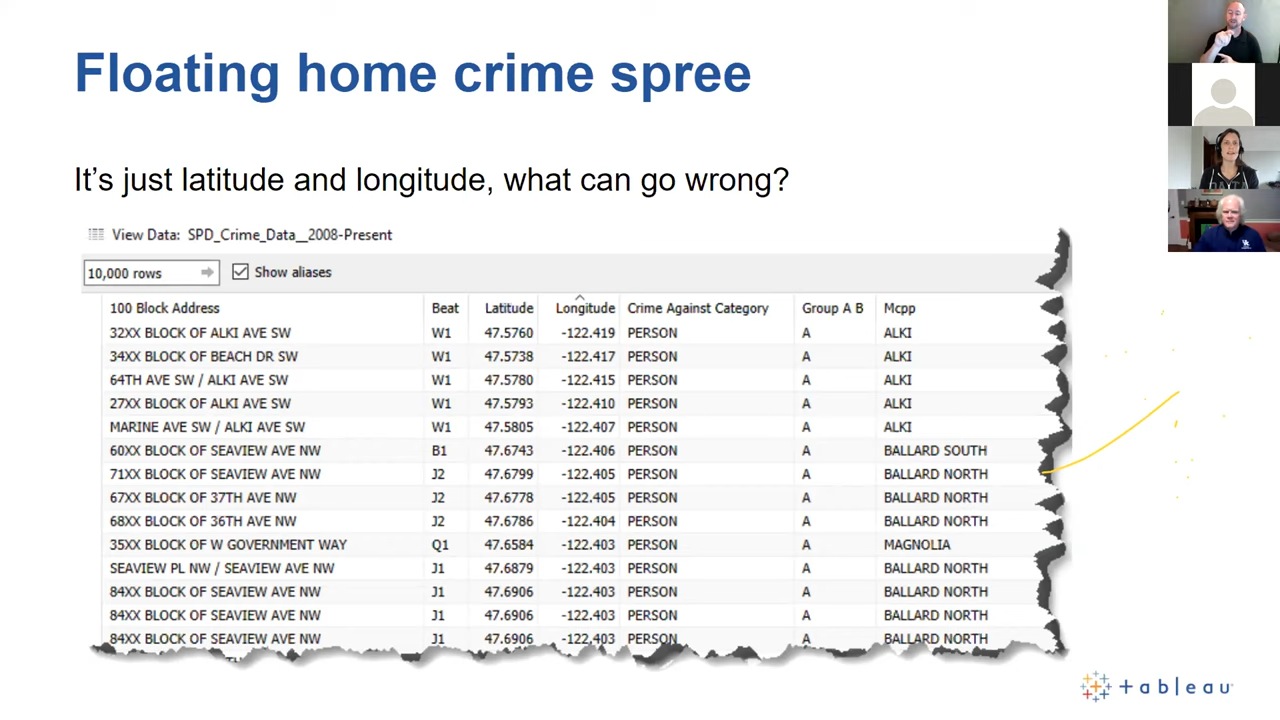 Floating home crime spree
It's just latitude and longitude, what can go wrong?
View Data: SPD_Crime_Data__2008-Present
10,000 rows Show aliases
100 Block Address Beat Latitude Longitude Crime Against Category Group A B Mcpp
32XX BLOCK OF ALKI AVE SW W1 47.5760 -122.419 PERSON A ALKI
34XX BLOCK OF BEACH DR SW W1 47.5738 -122.417 PERSON A ALKI
64TH AVE SW / ALKI AVE SW W1 47.5780 -122.415 PERSON A ALKI
27XX BLOCK OF ALKI AVE SW W1 47.5793 -122.410 PERSON A ALKI
MARINE AVE SW / ALKI AVE SW W1 47.5805 -122.407 PERSON A ALKI
60XX BLOCK OF SEAVIEW AVE NW B1 47.6743 -122.406 PERSON A BALLARD SOUTH
71XX BLOCK OF SEAVIEW AVE NW J2 47.6799 -122.405 PERSON A BALLARD NORTH
67XX BLOCK OF 37TH AVE NW J2 47.6778 -122.405 PERSON A BALLARD NORTH
68XX BLOCK OF 36TH AVE NW J2 47.6786 -122.404 PERSON A BALLARD NORTH
35XX BLOCK OF W GOVERNMENT WAY Q1 47.6584 -122.403 PERSON A MAGNOLIA
SEAVIEW PL NW / SEAVIEW AVE NW J1 47.6879 -122.403 PERSON A BALLARD NORTH
84XX BLOCK OF SEAVIEW AVE NW J1 47.6906 -122.403 PERSON A BALLARD NORTH
84XX BLOCK OF SEAVIEW AVE NW J1 47.6906 -122.403 PERSON A BALLARD NORTH
84XX BLOCK OF SEAVIEW AVE NW J1 47.6906 -122.403 PERSON A BALLARD NORTH
tableau